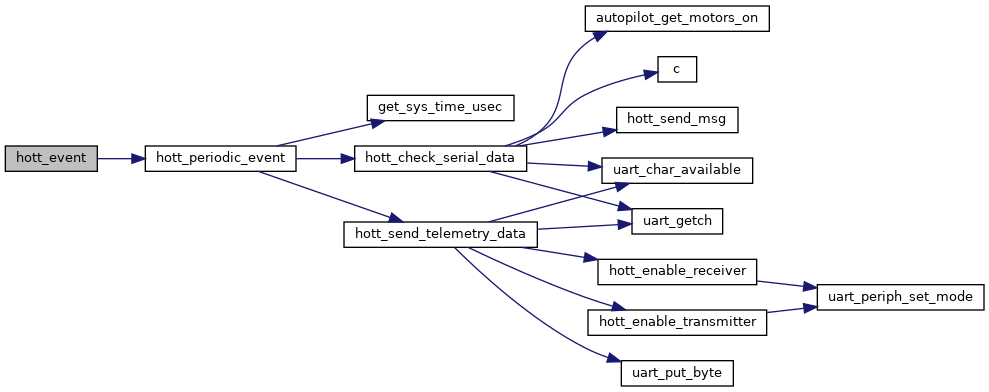 hott_event
hott_periodic_event
get_sys_time_usec
hott_check_serial_data
hott_send_telemetry_data
autopilot_get_motors_on
c
hott_send_msg
uart_char_available
uart_getch
hott_enable_receiver
hott_enable_transmitter
uart_put_byte
uart_periph_set_mode